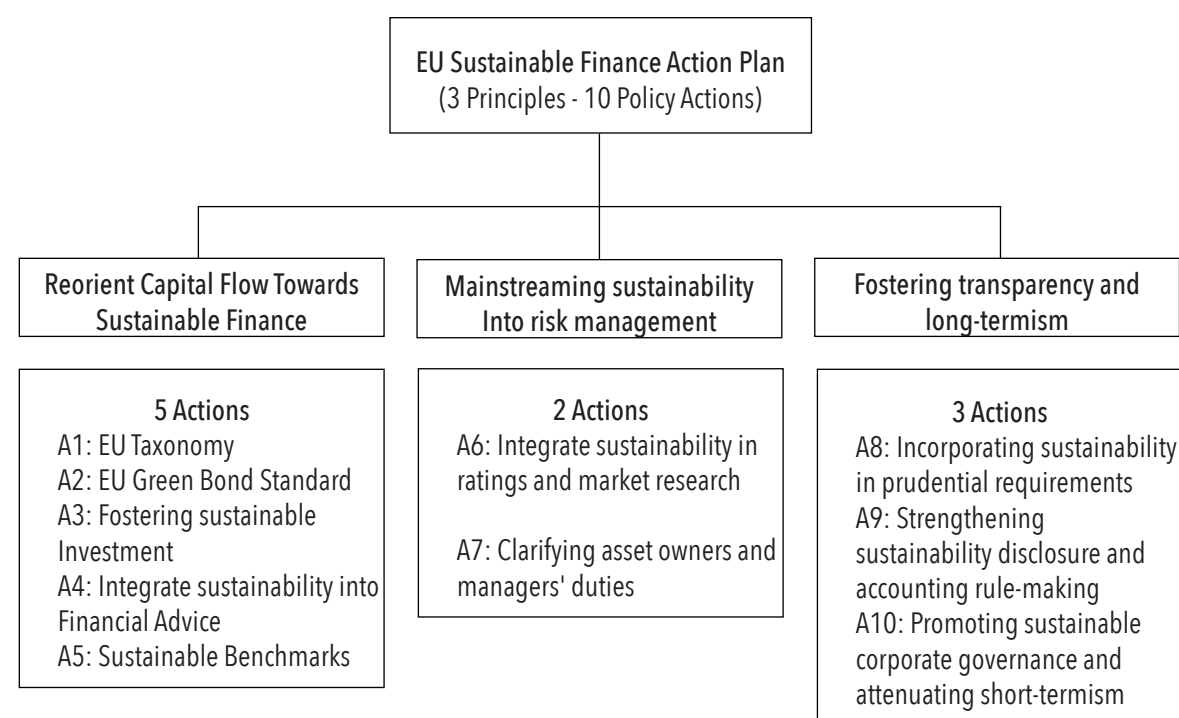 EU Sustainable Finance Action Plan
(3 Principles - 10 Policy Actions)
Reorient Capital Flow Towards
Sustainable Finance
Mainstreaming sustainability
Into risk management
Fostering transparency and
long-termism
5 Actions
A1: EU Taxonomy
A2: EU Green Bond Standard
A3: Fostering sustainable
Investment
A4: Integrate sustainability into
Financial Advice
A5: Sustainable Benchmarks
2 Actions
A6: Integrate sustainability in
ratings and market research
A7: Clarifying asset owners and
managers' duties
3 Actions
A8: Incorporating sustainability
in prudential requirements
A9: Strengthening
sustainability disclosure and
accounting rule-making
A10: Promoting sustainable
corporate governance and
attenuating short-termism